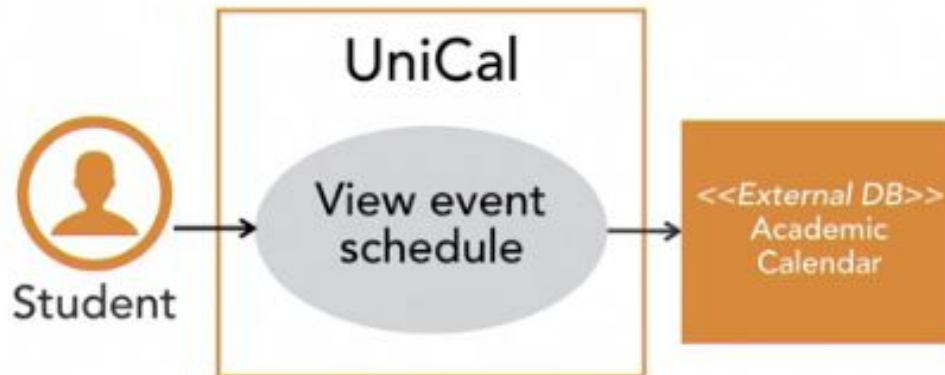 UniCal
View event
schedule
Student
<<External DB>>
Academic
Calendar